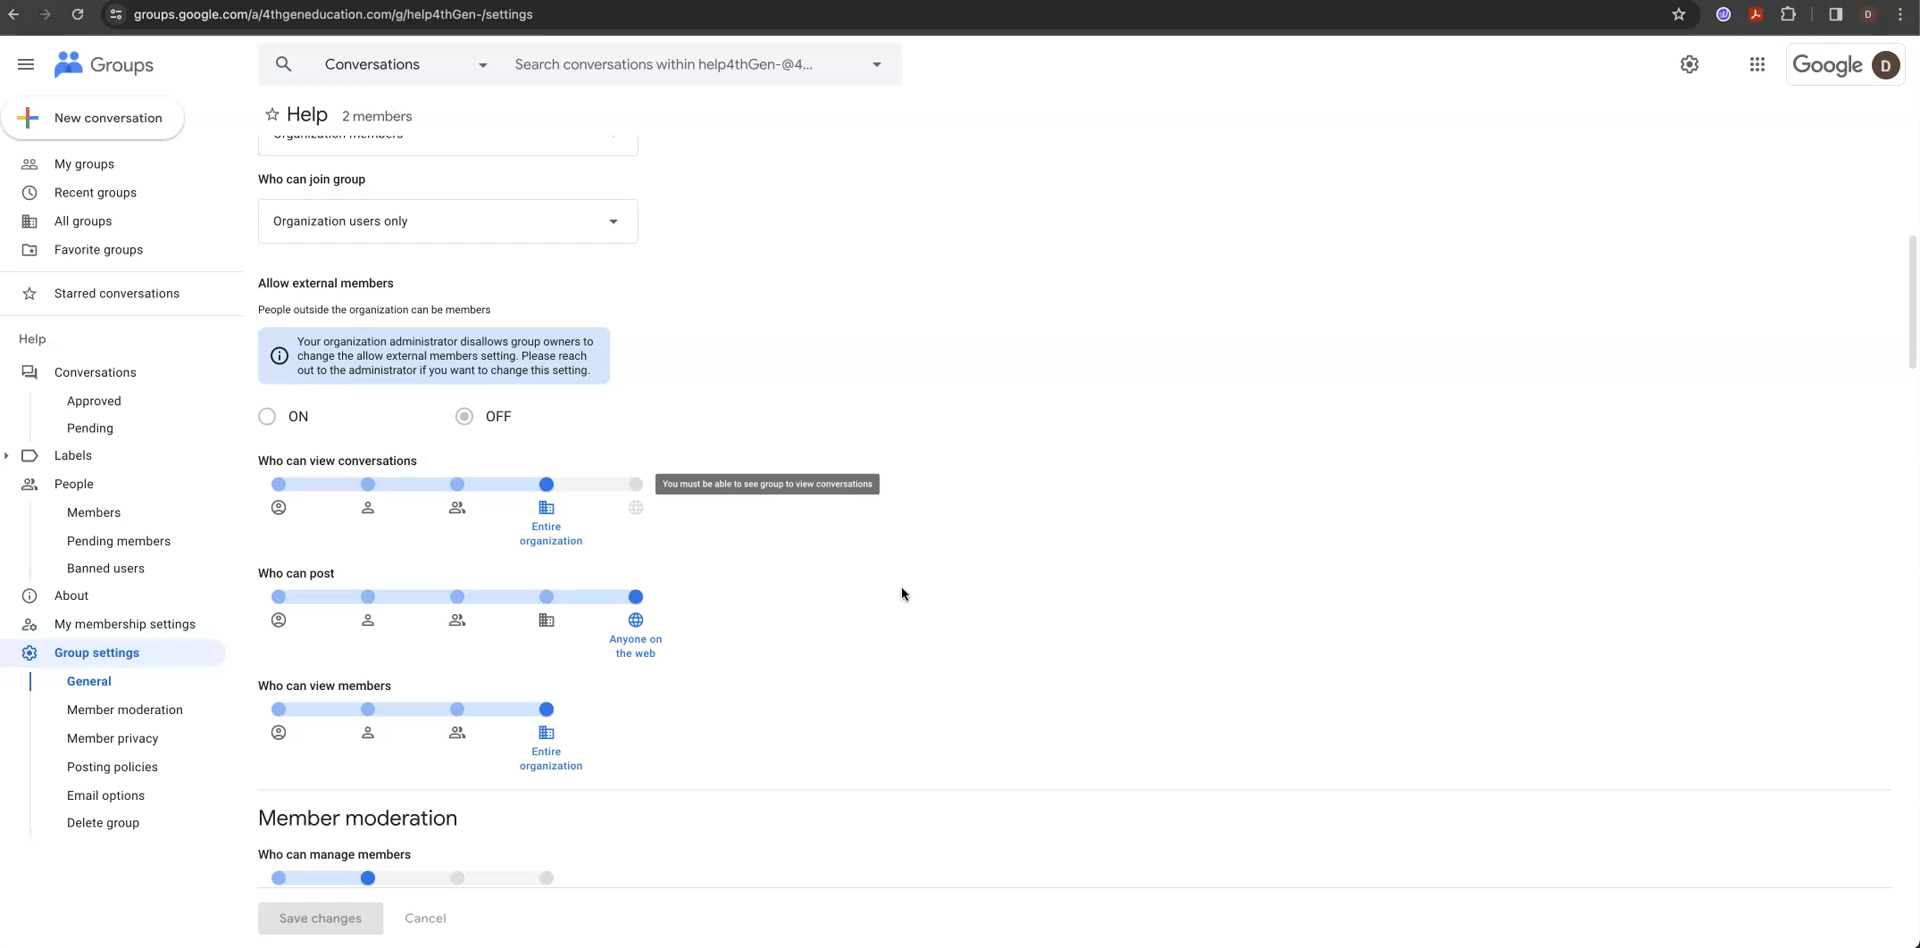 groups.google.com/a/4thgeneducation.com/g/help4thGen-/settings
D
Groups
Conversations
Search conversations within help4thGen-@4...
Google
D
New conversation
Help 2 members
Organization members
My groups
Recent groups
All groups
Favorite groups
Starred conversations
Help
Conversations
Approved
Pending
Labels
People
Members
Pending members
Banned users
About
My membership settings
Group settings
General
Member moderation
Member privacy
Posting policies
Email options
Delete group
Who can join group
Organization users only
Allow external members
People outside the organization can be members
Your organization administrator disallows group owners to
change the allow external members setting. Please reach
out to the administrator if you want to change this setting.
ON OFF
Who can view conversations
You must be able to see group to view conversations
Entire
organization
Who can post
Anyone on
the web
Who can view members
Entire
organization
Member moderation
Who can manage members
Save changes Cancel